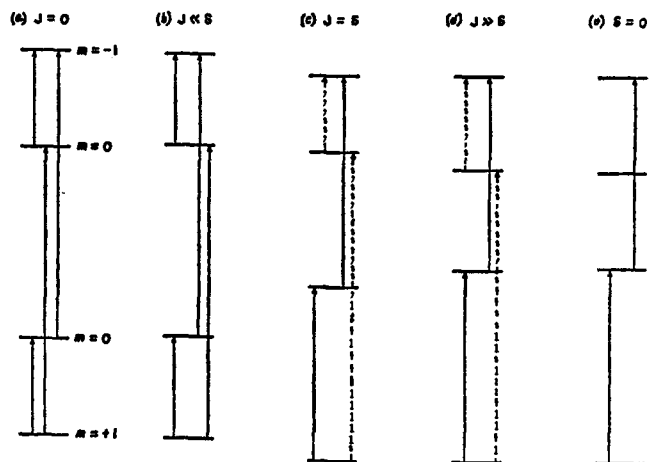 (a) J = 0
(b) J ≪ δ
(c) J = δ
(d) J ≫ δ
(e) δ = 0
m = -1
m = 0
m = 0
m = +1